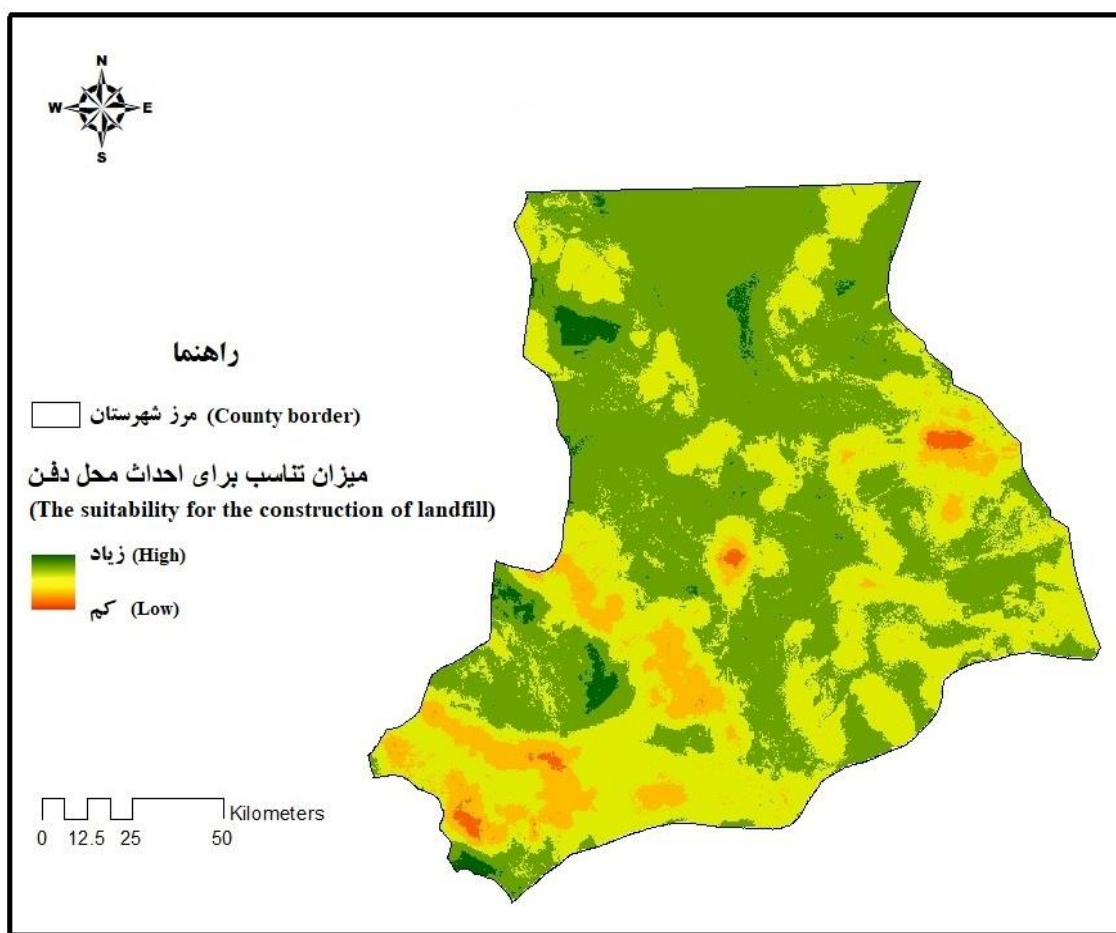 N
W E
S
راهنما
مرز شهرستان (County border)
میزان تناسب برای احداث محل دفن
(The suitability for the construction of landfill)
زیاد (High)
کم (Low)
Kilometers
0 12.5 25 50